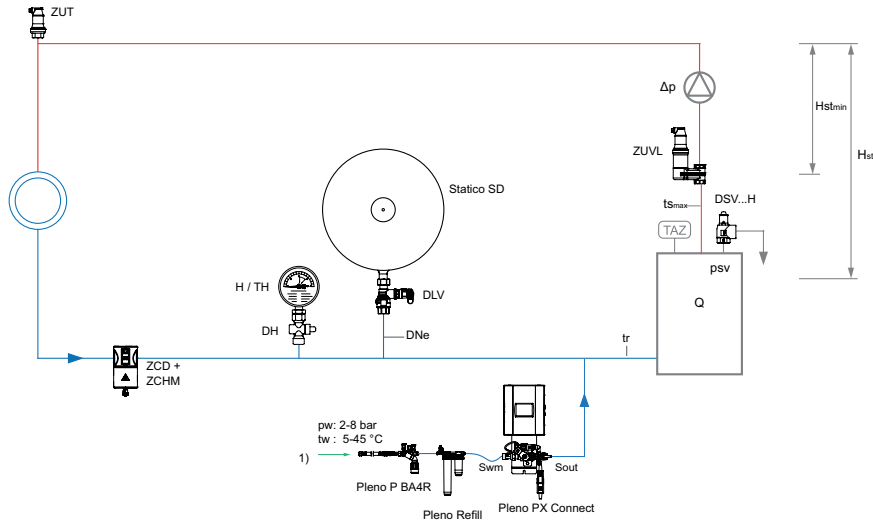 ZUT
Δp
Hstmin
Hst
ZUVL
Statico SD
DSV...H
tsmax
TAZ
psv
H / TH
DLV
Q
DH
DNe
tr
ZCD +
ZCHM
pw: 2-8 bar
tw : 5-45 °C
1)
Swm
Sout
Pleno P BA4R
Pleno Refill
Pleno PX Connect